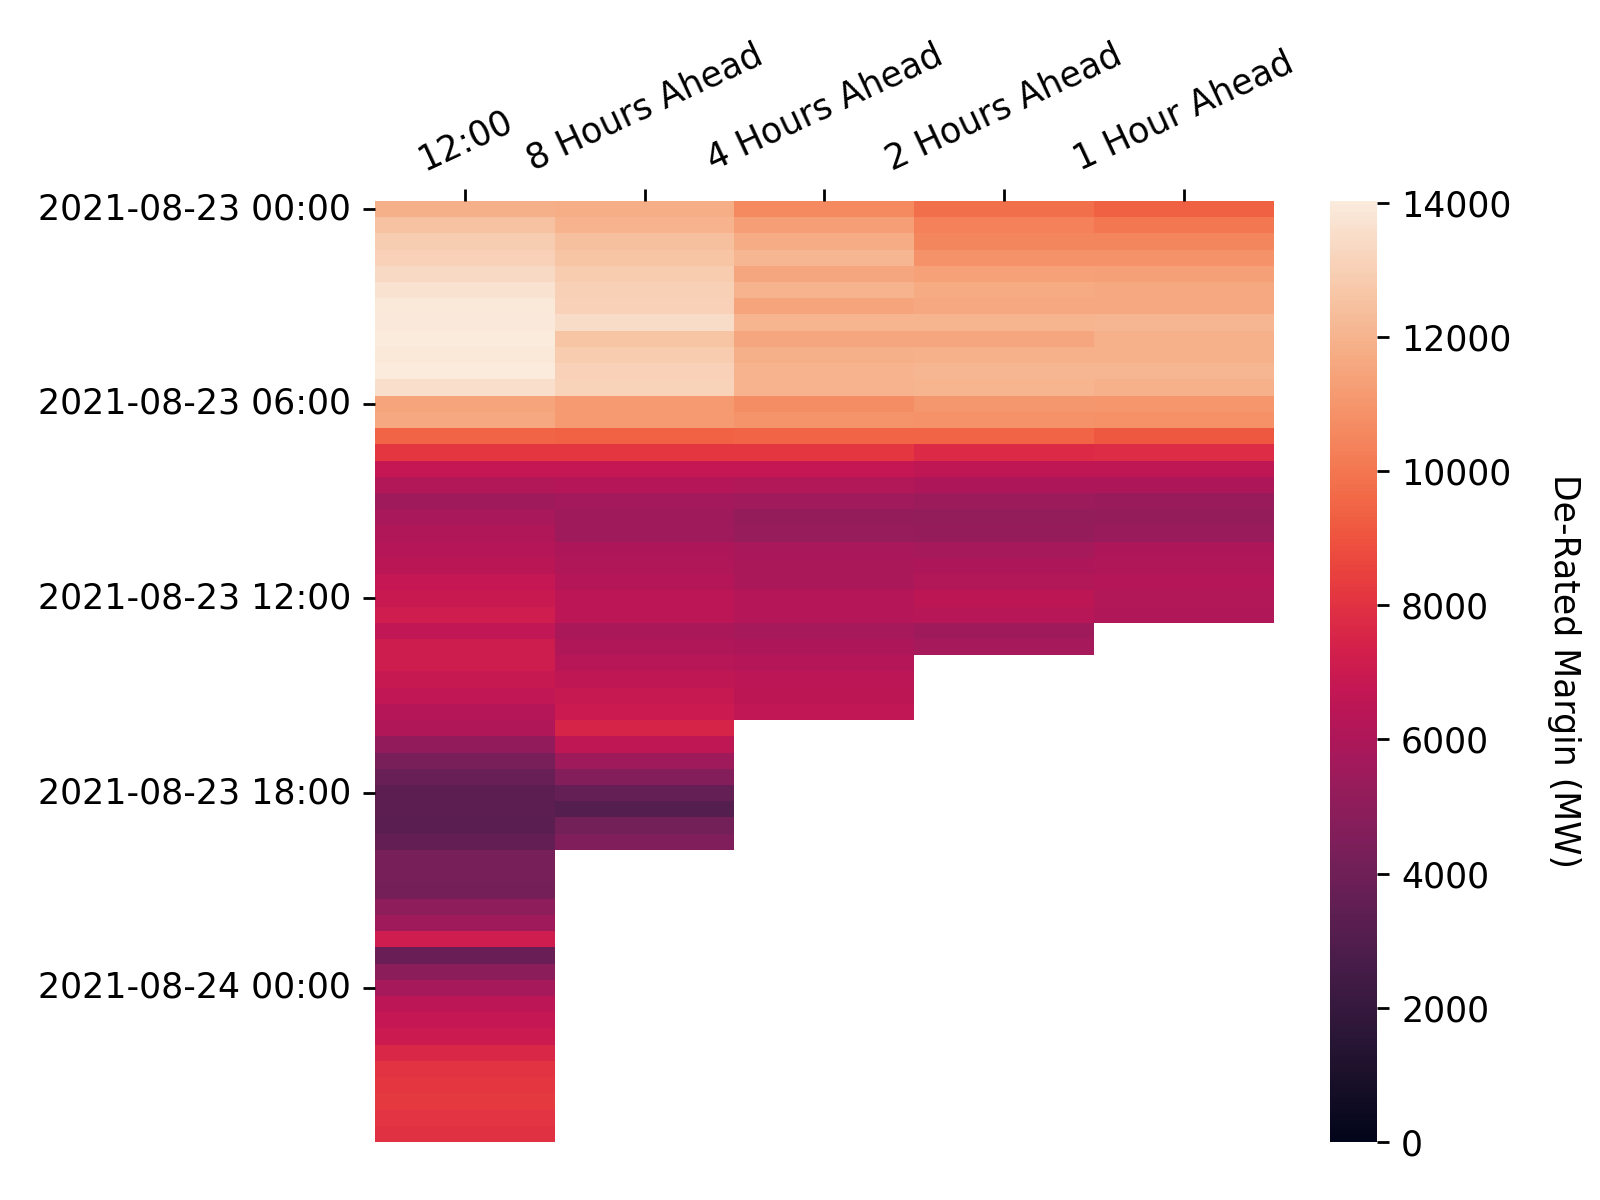 12:00
8 Hours Ahead
4 Hours Ahead
2 Hours Ahead
1 Hour Ahead
2021-08-23 00:00
2021-08-23 06:00
2021-08-23 12:00
2021-08-23 18:00
2021-08-24 00:00
14000
12000
10000
8000
6000
4000
2000
0
De-Rated Margin (MW)